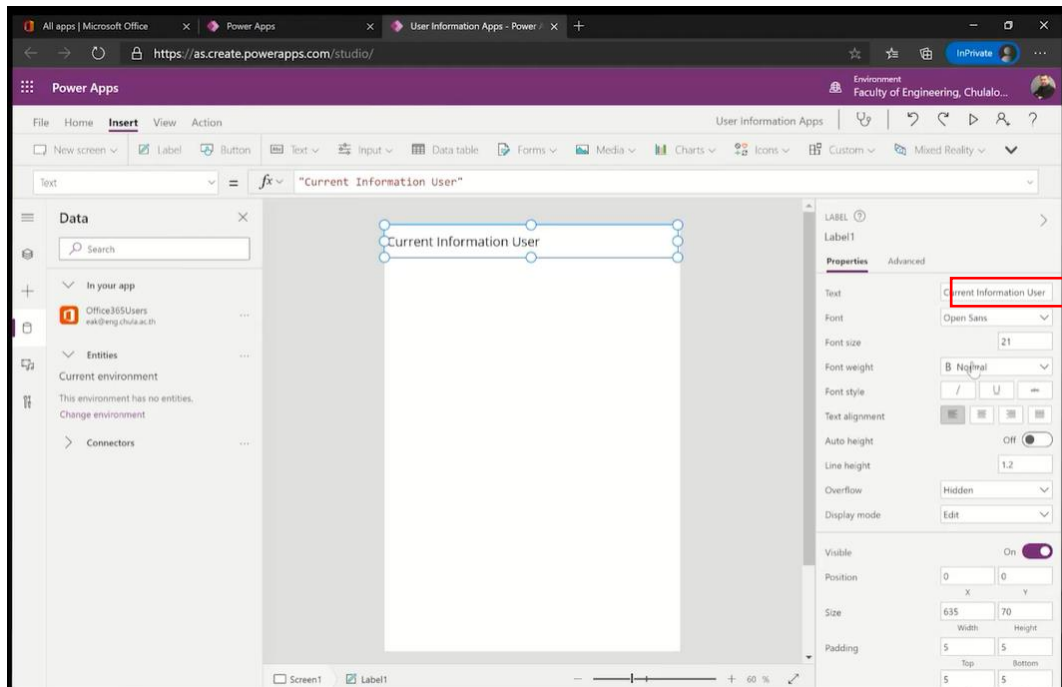 All apps | Microsoft Office
Power Apps
User Information Apps - Power A
https://as.create.powerapps.com/studio/
InPrivate
Power Apps
Environment
Faculty of Engineering, Chulalo...
File Home Insert View Action
User Information Apps
New screen Label Button Text Input Data table Forms Media Charts Icons Custom Mixed Reality
Text = fx "Current Information User"
Data
Search
In your app
Office365Users
eak@eng.chula.ac.th
Entities
Current environment
This environment has no entities.
Change environment
Connectors
Current Information User
LABEL
Label1
Properties Advanced
Text Current Information User
Font Open Sans
Font size 21
Font weight B Normal
Font style / U abc
Text alignment
Auto height Off
Line height 1.2
Overflow Hidden
Display mode Edit
Visible On
Position 0 0
X Y
Size 635 70
Width Height
Padding 5 5
Top Bottom
5 5
Screen1 Label1
60 %